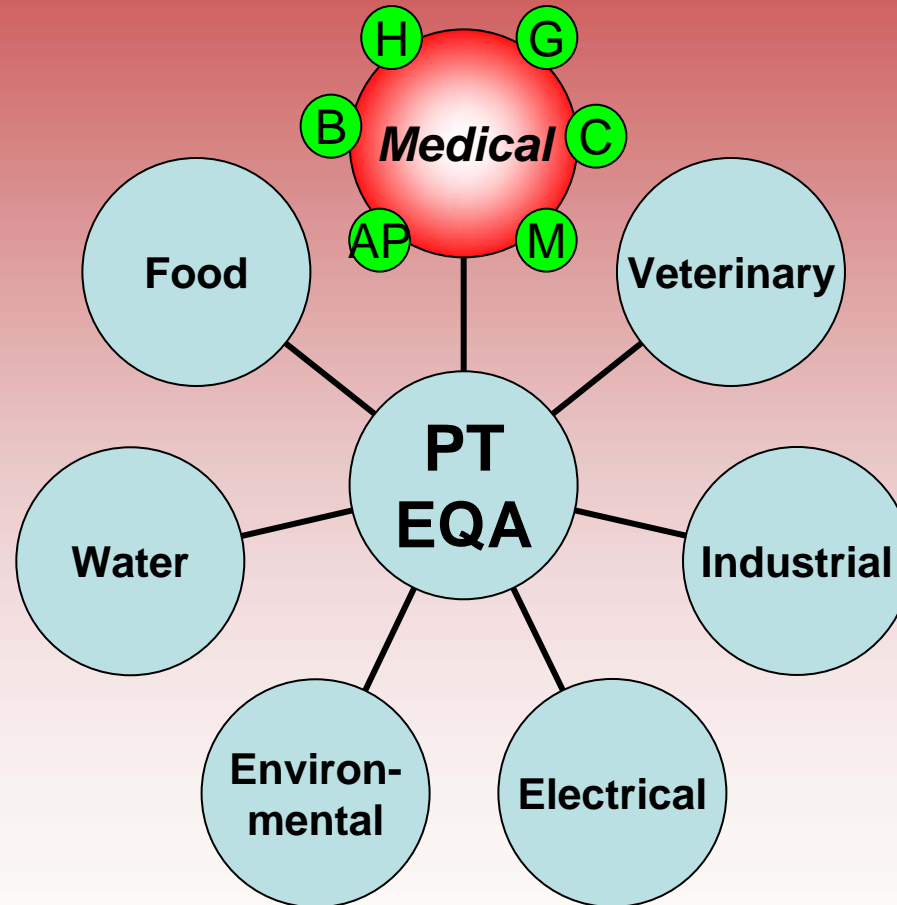 H
G
B
Medical
C
AP
M
Food
Veterinary
PT
EQA
Water
Industrial
Environ-
mental
Electrical